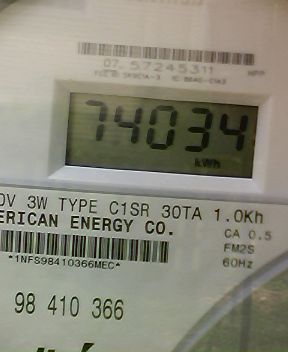 07. 57245311
HPP
74034
kWh
0V 3W TYPE C1SR 30TA 1.0Kh
ERICAN ENERGY CO.
CA 0.5
FM2S
60Hz
*1NFS98410366MEC*
98 410 366